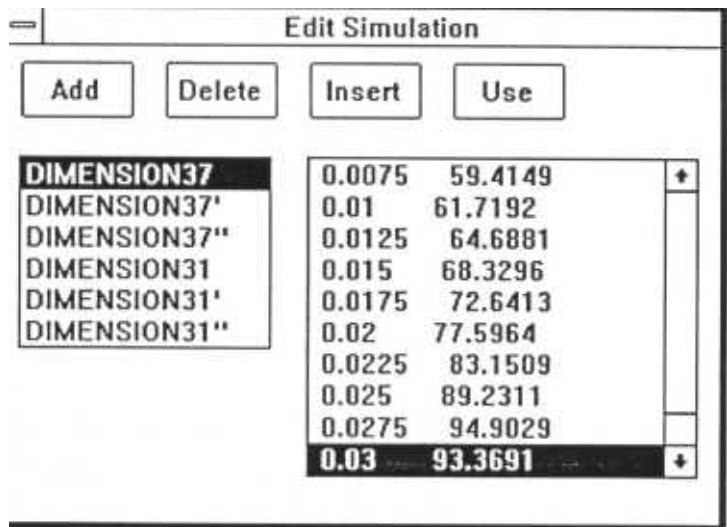 Edit Simulation
Add Delete Insert Use
DIMENSION37
DIMENSION37'
DIMENSION37"
DIMENSION31
DIMENSION31'
DIMENSION31"
0.0075 59.4149
0.01 61.7192
0.0125 64.6881
0.015 68.3296
0.0175 72.6413
0.02 77.5964
0.0225 83.1509
0.025 89.2311
0.0275 94.9029
0.03 93.3691